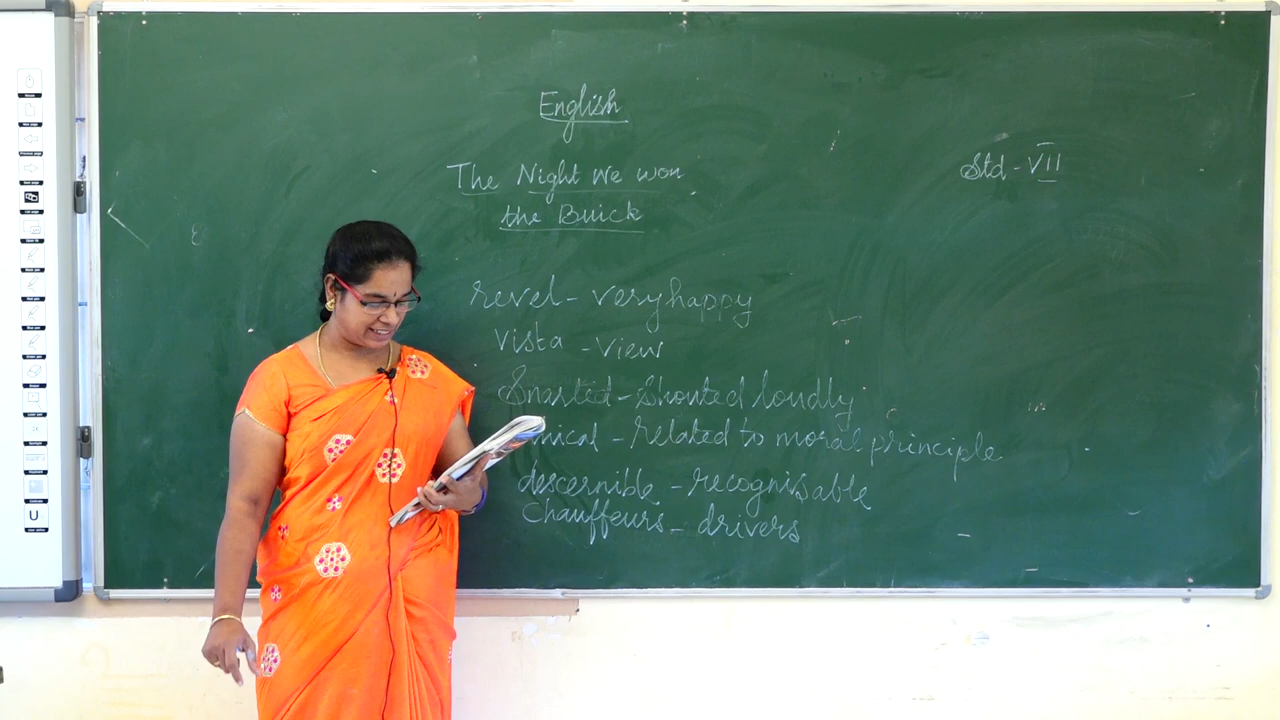 English
Std - VII
The Night We won
the Buick
revel - very happy
vista - view
Snarled - Shouted loudly
nical - related to moral principle
descernible - recognisable
Chauffeurs - drivers
U